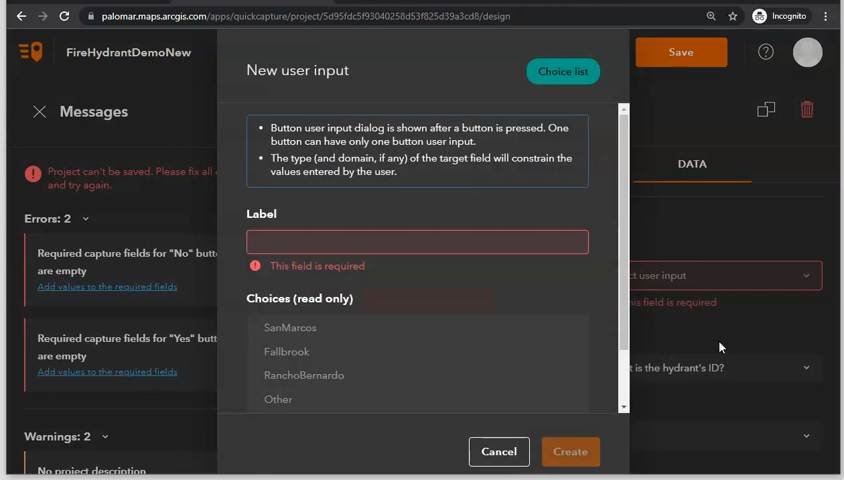 palomar.maps.arcgis.com/apps/quickcapture/project/5d95fdc5f93040258d53f825d39a3cd8/design
Incognito
FireHydrantDemoNew
Save
Messages
Project can't be saved. Please fix all
and try again.
Errors: 2
Required capture fields for "No" butt
are empty
Add values to the required fields
Required capture fields for "Yes" butt
are empty
Add values to the required fields
Warnings: 2
No project description
New user input
Choice list
Button user input dialog is shown after a button is pressed. One
button can have only one button user input.
The type (and domain, if any) of the target field will constrain the
values entered by the user.
Label
This field is required
Choices (read only)
SanMarcos
Fallbrook
RanchoBernardo
Other
Cancel
Create
DATA
user input
field is required
is the hydrant's ID?